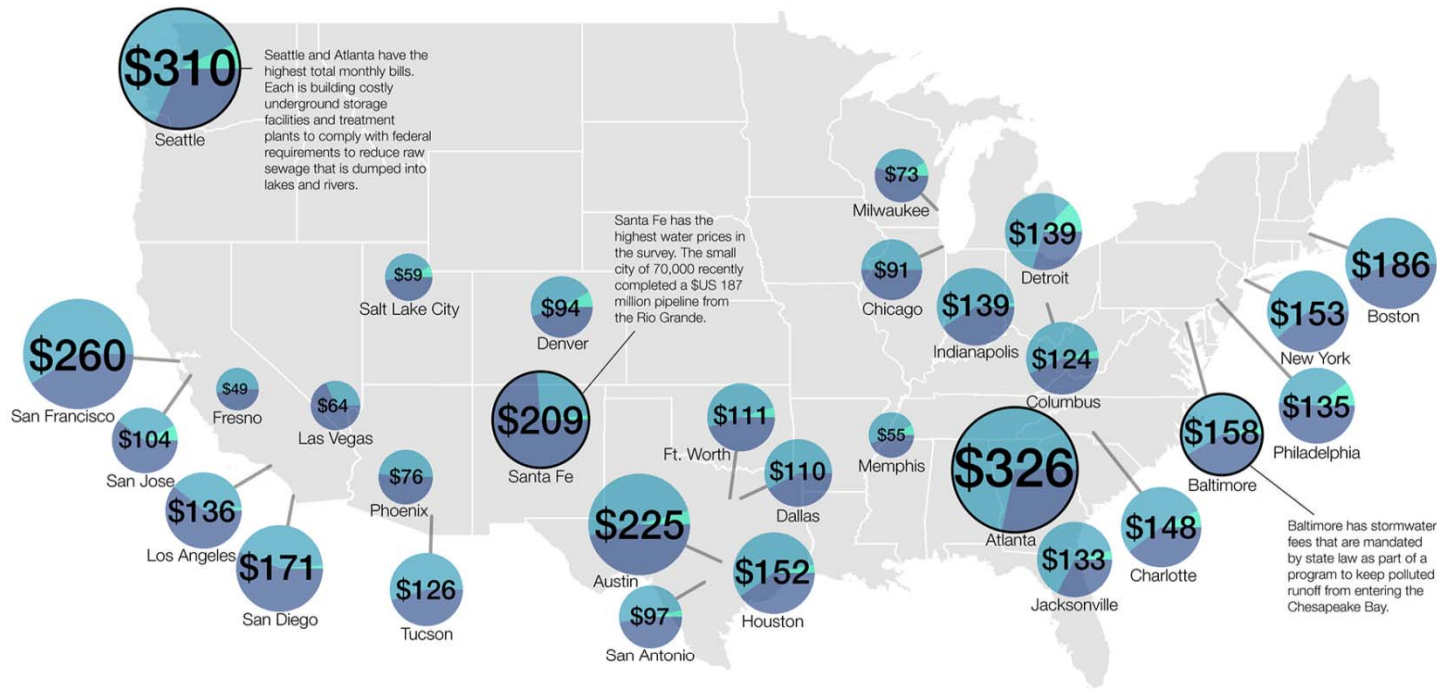 $310
Seattle
Seattle and Atlanta have the
highest total monthly bills.
Each is building costly
underground storage
facilities and treatment
plants to comply with federal
requirements to reduce raw
sewage that is dumped into
lakes and rivers.
$73
Milwaukee
$139
Detroit
$59
Salt Lake City
Santa Fe has the
highest water prices in
the survey. The small
city of 70,000 recently
completed a $US 187
million pipeline from
the Rio Grande.
$91
Chicago
$186
Boston
$94
Denver
$139
Indianapolis
$153
New York
$260
San Francisco
$49
Fresno
$124
Columbus
$64
Las Vegas
$209
Santa Fe
$111
Ft. Worth
$135
Philadelphia
$104
San Jose
$55
Memphis
$158
Baltimore
$76
Phoenix
$110
Dallas
$326
Atlanta
$136
Los Angeles
$225
Austin
$148
Charlotte
Baltimore has stormwater
fees that are mandated
by state law as part of a
program to keep polluted
runoff from entering the
Chesapeake Bay.
$171
San Diego
$126
Tucson
$152
Houston
$133
Jacksonville
$97
San Antonio